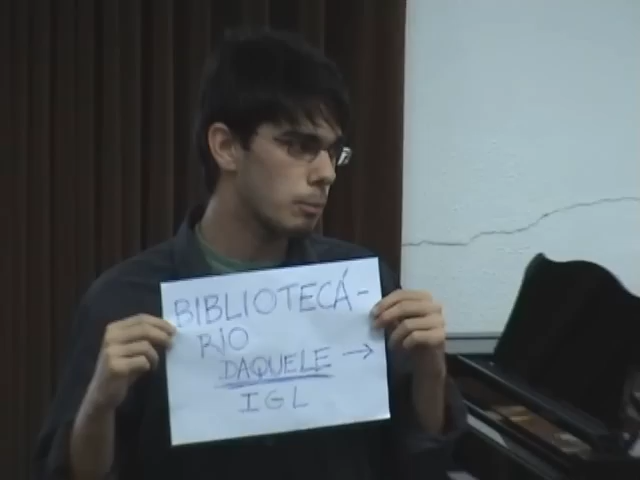 BIBLIOTECÁ-
RIO
DAQUELE →
IGL